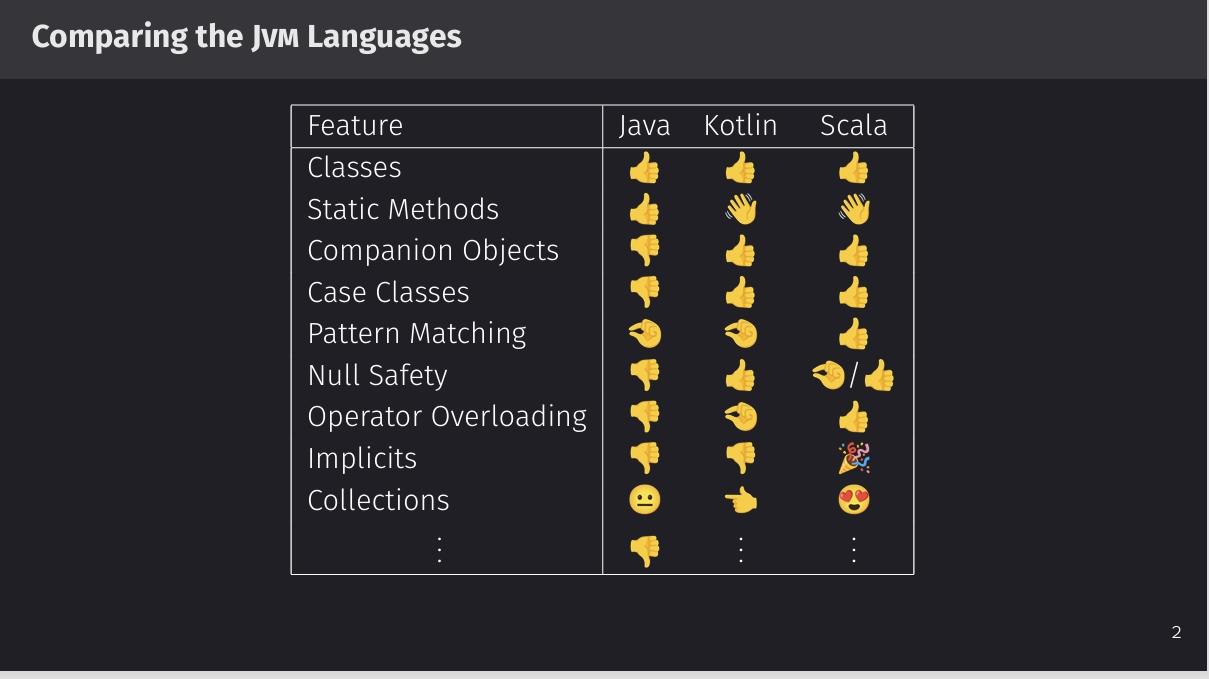 Comparing the Jvm Languages
Feature Java Kotlin Scala
Classes 👍 👍 👍
Static Methods 👍 👋 👋
Companion Objects 👎 👍 👍
Case Classes 👎 👍 👍
Pattern Matching 🤏 🤏 👍
Null Safety 👎 👍 🤏/👍
Operator Overloading 👎 🤏 👍
Implicits 👎 👎 🎉
Collections 😐 👈 😍
⋮ 👎 ⋮ ⋮
2